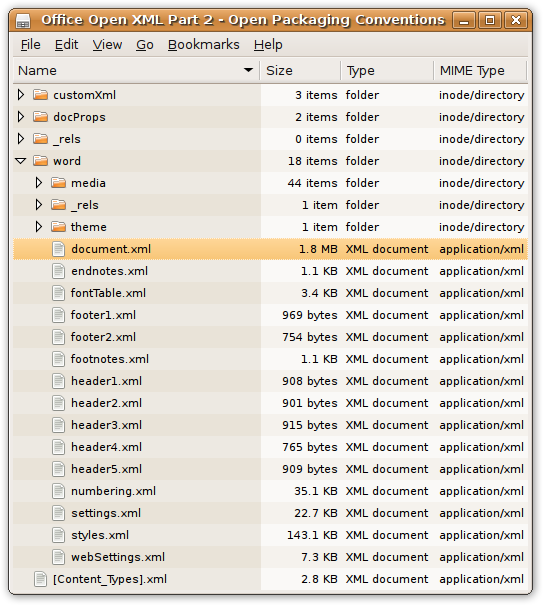 Office Open XML Part 2 - Open Packaging Conventions
File Edit View Go Bookmarks Help
Name Size Type MIME Type
customXml 3 items folder inode/directory
docProps 2 items folder inode/directory
_rels 0 items folder inode/directory
word 18 items folder inode/directory
media 44 items folder inode/directory
_rels 1 item folder inode/directory
theme 1 item folder inode/directory
document.xml 1.8 MB XML document application/xml
endnotes.xml 1.1 KB XML document application/xml
fontTable.xml 3.4 KB XML document application/xml
footer1.xml 969 bytes XML document application/xml
footer2.xml 754 bytes XML document application/xml
footnotes.xml 1.1 KB XML document application/xml
header1.xml 908 bytes XML document application/xml
header2.xml 901 bytes XML document application/xml
header3.xml 915 bytes XML document application/xml
header4.xml 765 bytes XML document application/xml
header5.xml 909 bytes XML document application/xml
numbering.xml 35.1 KB XML document application/xml
settings.xml 22.7 KB XML document application/xml
styles.xml 143.1 KB XML document application/xml
webSettings.xml 7.3 KB XML document application/xml
[Content_Types].xml 2.8 KB XML document application/xml